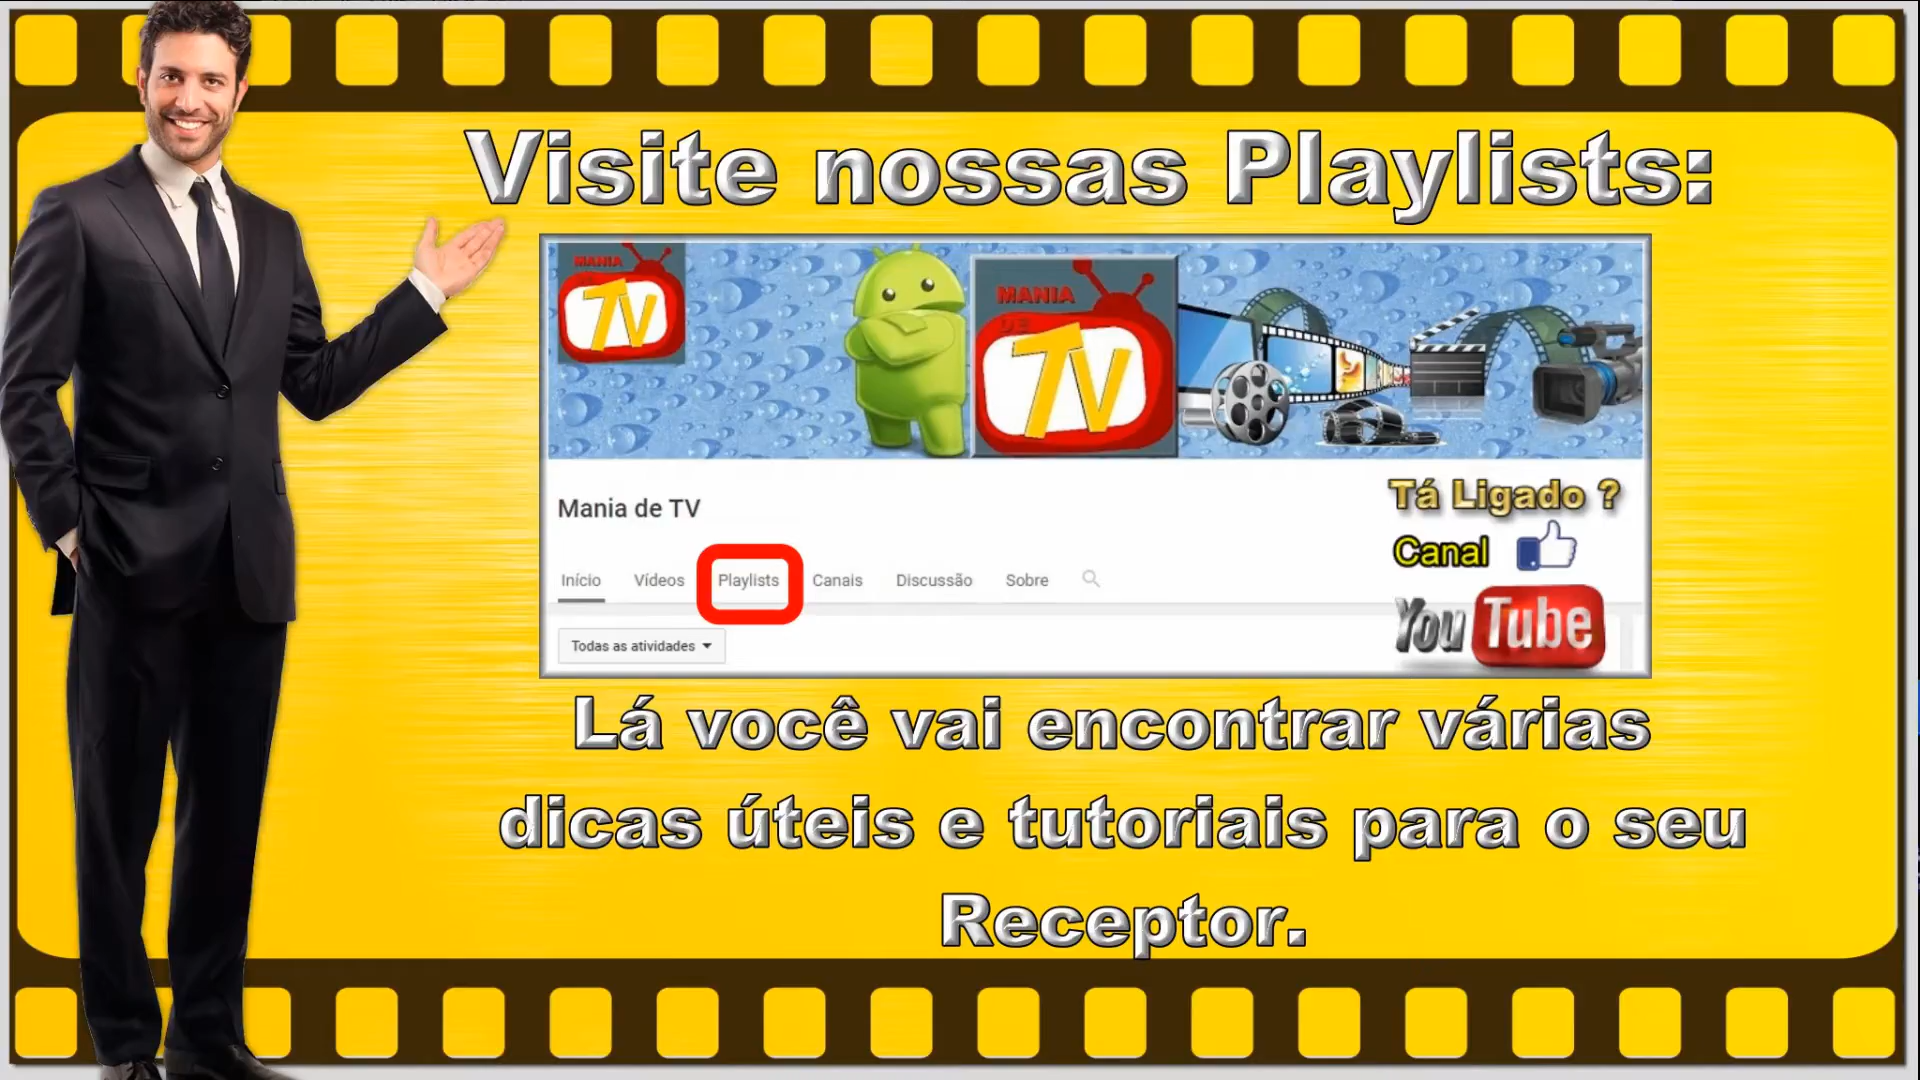 Visite nossas Playlists:
MANIA
TV
MANIA
DE
TV
Mania de TV
Tá Ligado ?
Canal
Início Vídeos Playlists Canais Discussão Sobre
You Tube
Todas as atividades
Lá você vai encontrar várias
dicas úteis e tutoriais para o seu
Receptor.